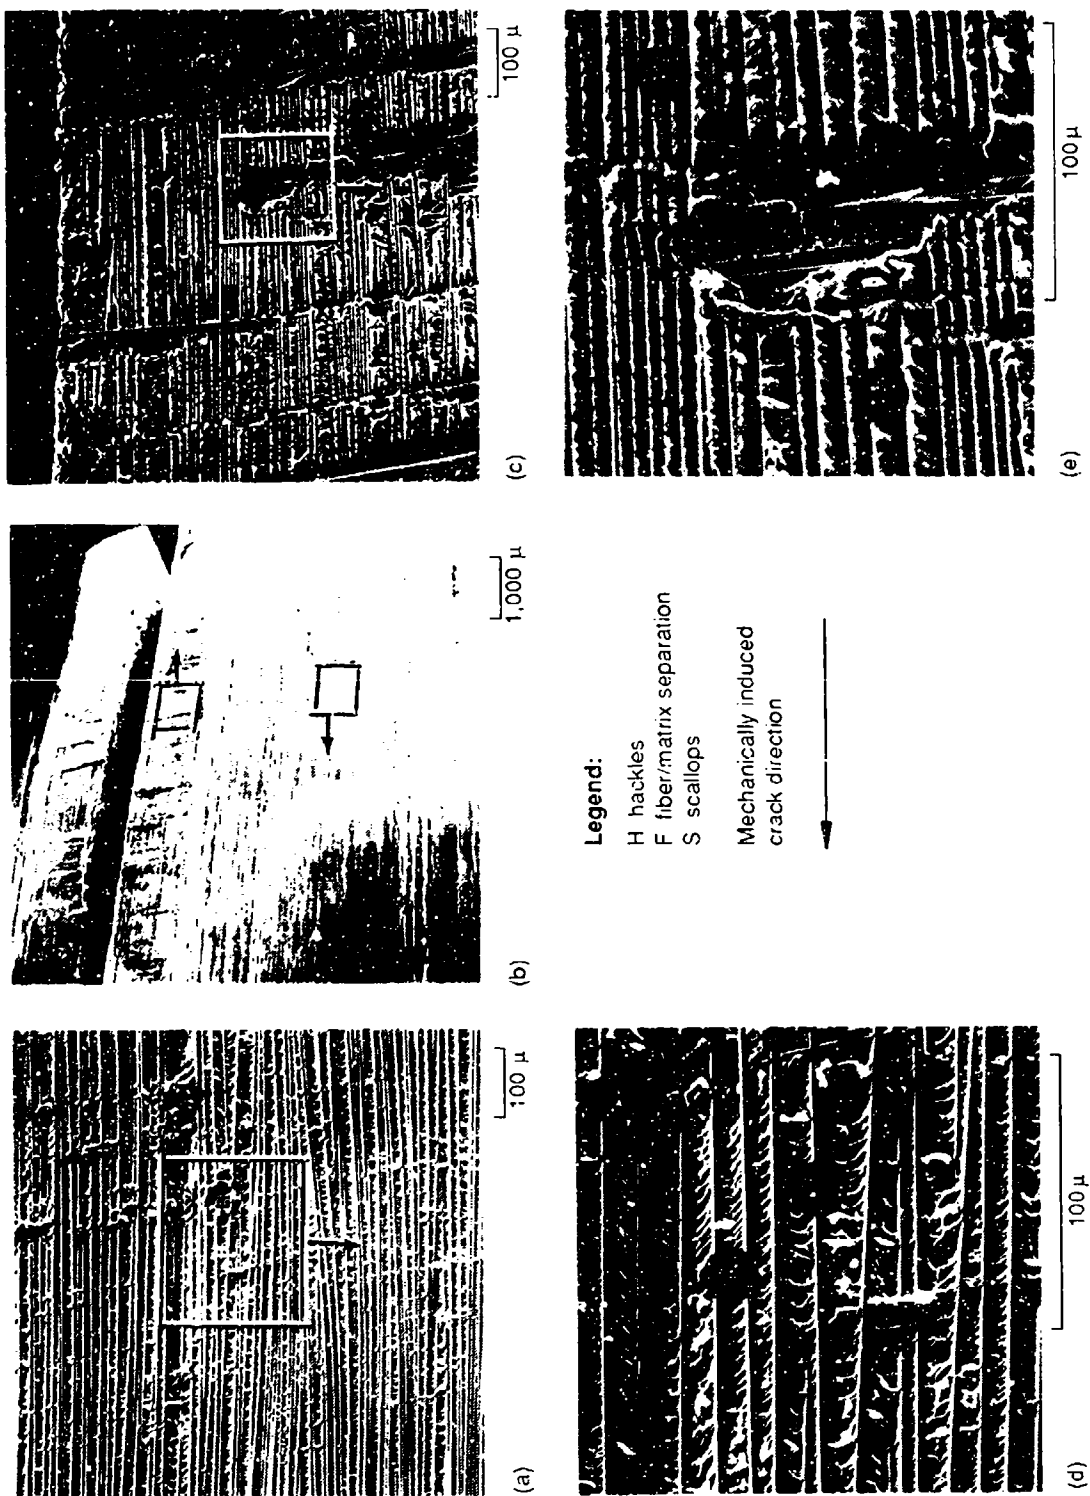 (a)
100 μ
(b)
1,000 μ
(c)
100 μ
(d)
100 μ
Legend:
H hackles
F fiber/matrix separation
S scallops
Mechanically induced
crack direction
(e)
100 μ